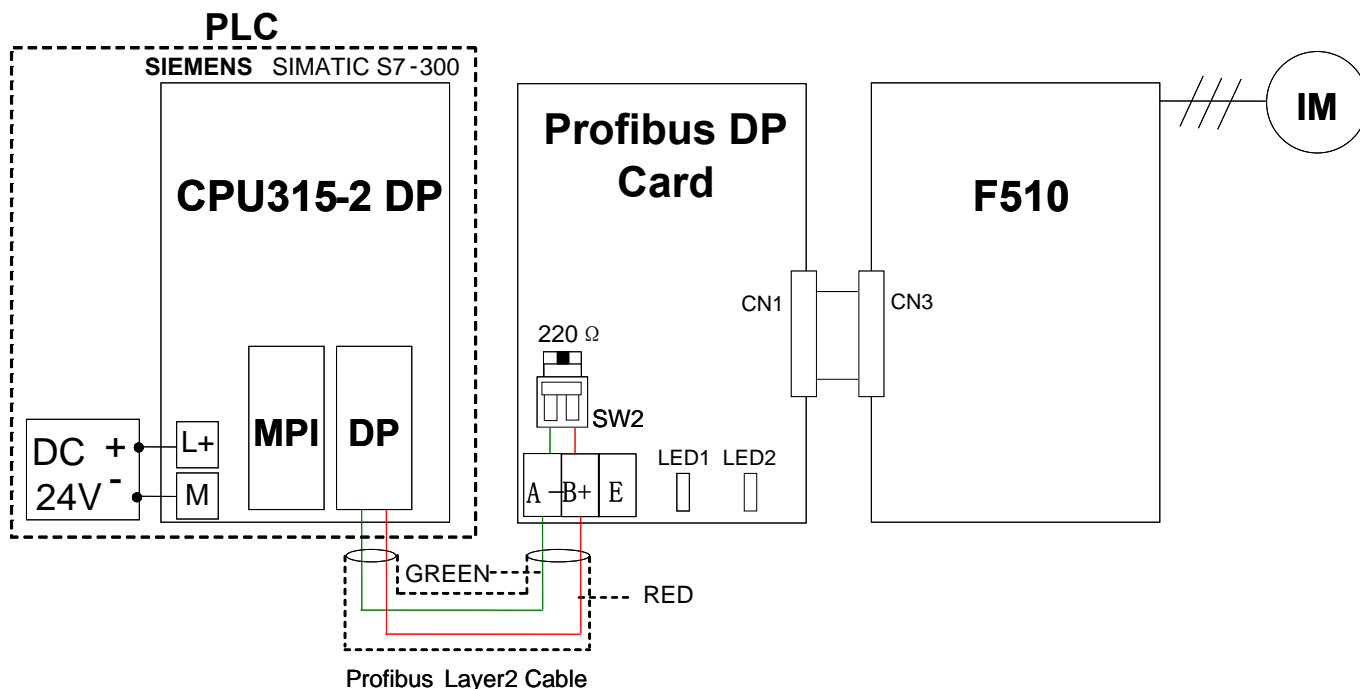 PLC
SIEMENS SIMATIC S7-300
CPU315-2 DP
MPI
DP
DC +
24V -
L+
M
Profibus DP
Card
220 Ω
SW2
A -
B+
E
LED1
LED2
CN1
CN3
F510
IM
GREEN
RED
Profibus Layer2 Cable